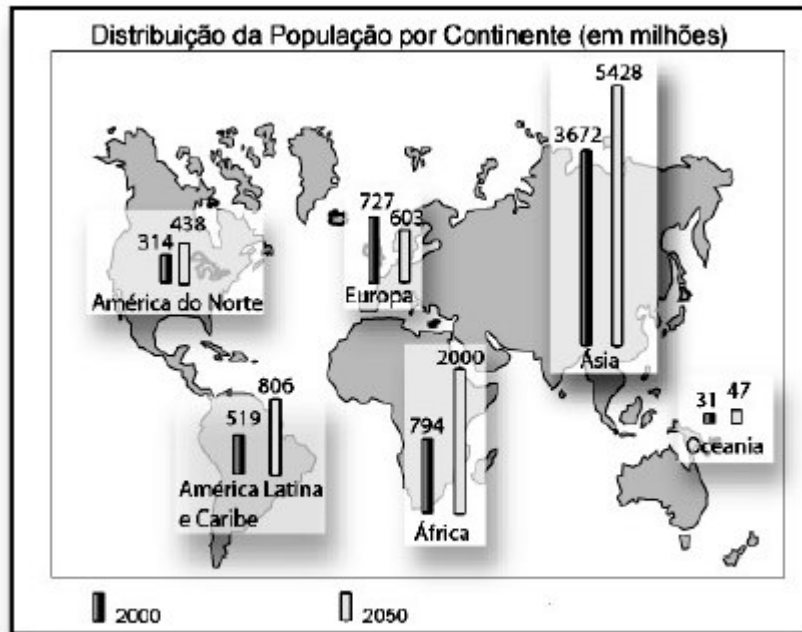 Distribuição da População por Continente (em milhões)
5428
3672
727
603
314
438
América do Norte
Europa
Ásia
2000
806
519
794
31
47
Oceania
América Latina
e Caribe
África
2000
2050